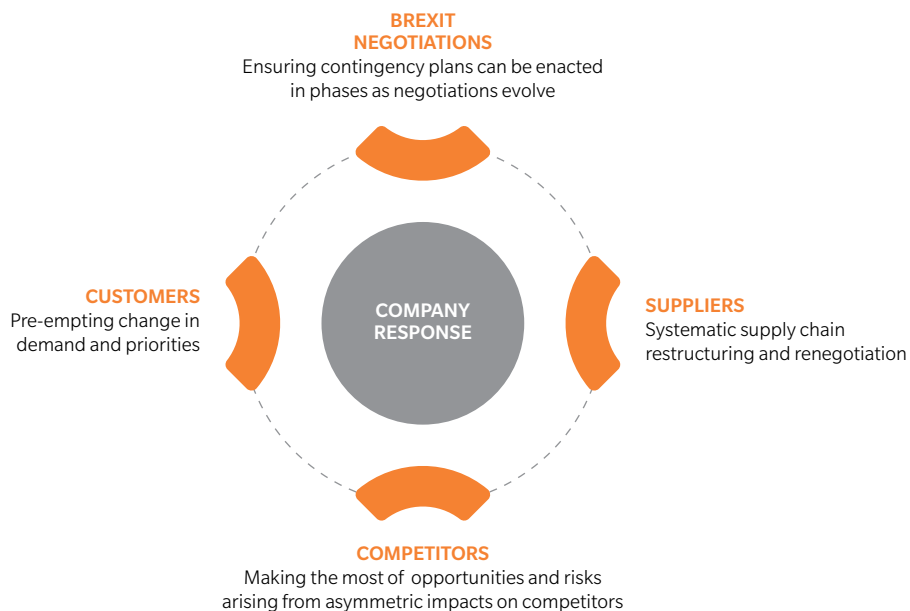 BREXIT
NEGOTIATIONS
Ensuring contingency plans can be enacted
in phases as negotiations evolve
CUSTOMERS
Pre-empting change in
demand and priorities
COMPANY
RESPONSE
SUPPLIERS
Systematic supply chain
restructuring and renegotiation
COMPETITORS
Making the most of opportunities and risks
arising from asymmetric impacts on competitors